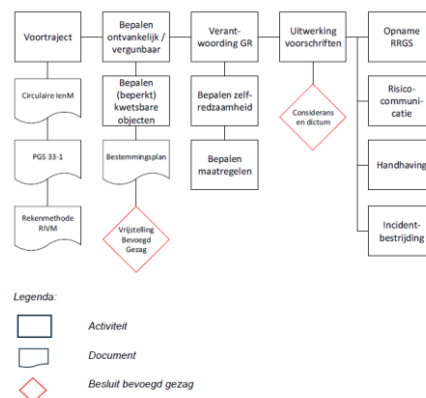 Voortraject
Bepalen
ontvankelijk /
vergunbaar
Verant-
woording GR
Uitwerking
voorschriften
Opname
RRGS
Circulaire IenM
Bepalen
(beperkt)
kwetsbare
objecten
Bepalen zelf-
redzaamheid
Considerans
en dictum
Risico-
communi-
catie
PGS 33-1
Bestemmingsplan
Bepalen
maatregelen
Handhaving
Rekenmethode
RIVM
Vrijstelling
Bevoegd
Gezag
Incident-
bestrijding
Legenda:
Activiteit
Document
Besluit bevoegd gezag